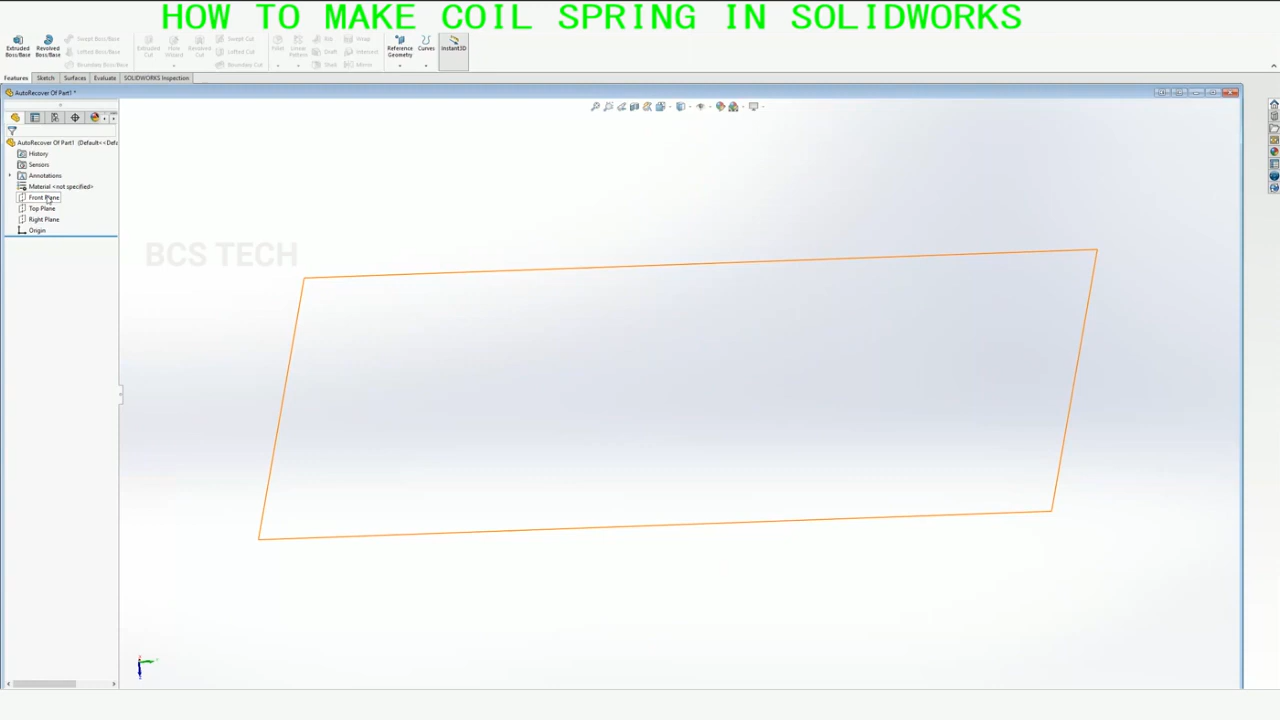 HOW TO MAKE COIL SPRING IN SOLIDWORKS
Extruded Boss/Base
Revolved Boss/Base
Swept Boss/Base
Lofted Boss/Base
Boundary Boss/Base
Extruded Cut
Hole Wizard
Revolved Cut
Swept Cut
Lofted Cut
Boundary Cut
Fillet
Linear Pattern
Rib
Draft
Shell
Wrap
Intersect
Mirror
Reference Geometry
Curves
Instant3D
Features
Sketch
Surfaces
Evaluate
SOLIDWORKS Inspection
AutoRecover Of Part1 *
AutoRecover Of Part1 (Default<<Defa
History
Sensors
Annotations
Material <not specified>
Front Plane
Top Plane
Right Plane
Origin
BCS TECH